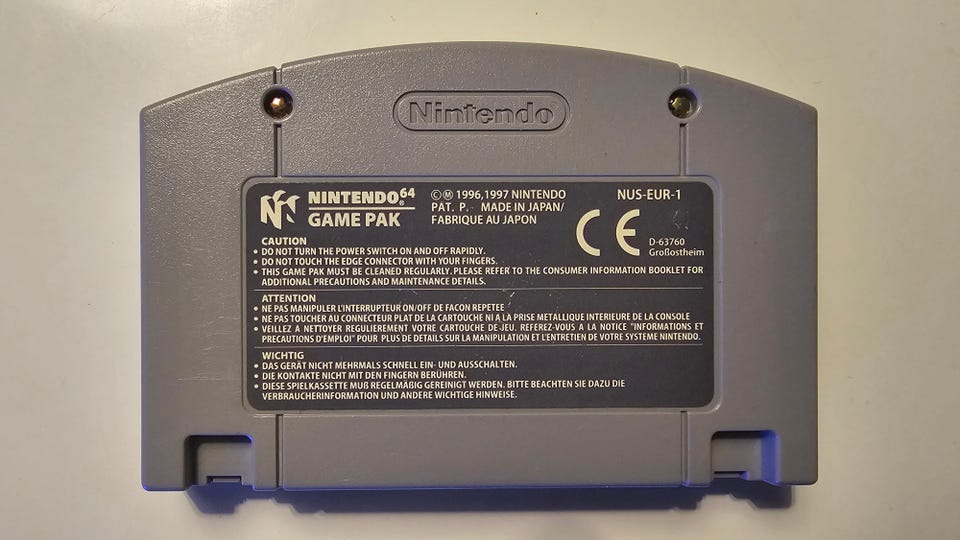 Nintendo
NINTENDO64
GAME PAK
©Ⓜ 1996,1997 NINTENDO
PAT. P. MADE IN JAPAN/
FABRIQUE AU JAPON
NUS-EUR-1
CE
D-63760
Großostheim
CAUTION
• DO NOT TURN THE POWER SWITCH ON AND OFF RAPIDLY.
• DO NOT TOUCH THE EDGE CONNECTOR WITH YOUR FINGERS.
• THIS GAME PAK MUST BE CLEANED REGULARLY. PLEASE REFER TO THE CONSUMER INFORMATION BOOKLET FOR
ADDITIONAL PRECAUTIONS AND MAINTENANCE DETAILS.
ATTENTION
• NE PAS MANIPULER L'INTERRUPTEUR ON/OFF DE FACON REPETEE
• NE PAS TOUCHER AU CONNECTEUR PLAT DE LA CARTOUCHE NI A LA PRISE METALLIQUE INTERIEURE DE LA CONSOLE
• VEILLEZ A NETTOYER REGULIEREMENT VOTRE CARTOUCHE DE JEU. REFEREZ-VOUS A LA NOTICE "INFORMATIONS ET
PRECAUTIONS D'EMPLOI" POUR PLUS DE DETAILS SUR LA MANIPULATION ET L'ENTRETIEN DE VOTRE SYSTEME NINTENDO.
WICHTIG
• DAS GERÄT NICHT MEHRMALS SCHNELL EIN- UND AUSSCHALTEN.
• DIE KONTAKTE NICHT MIT DEN FINGERN BERÜHREN.
• DIESE SPIELKASSETTE MUß REGELMÄßIG GEREINIGT WERDEN. BITTE BEACHTEN SIE DAZU DIE
VERBRAUCHERINFORMATION UND ANDERE WICHTIGE HINWEISE.